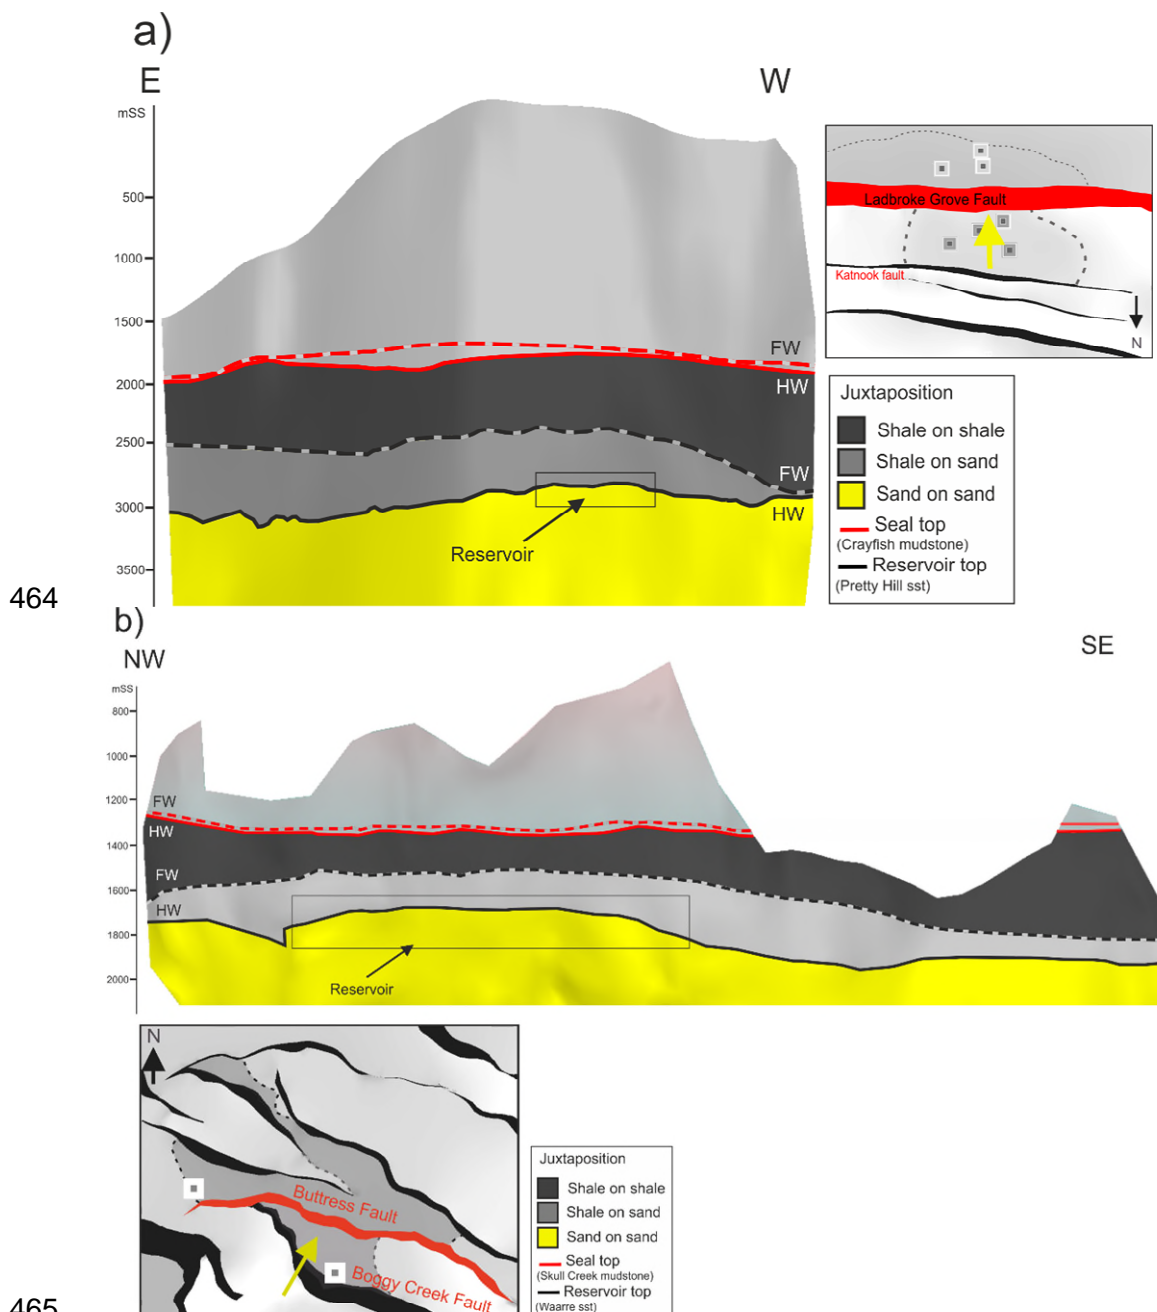 a)
E
W
mSS
500
1000
1500
2000
2500
3000
3500
FW
HW
FW
HW
Reservoir
Ladbroke Grove Fault
Katnook fault
N
Juxtaposition
Shale on shale
Shale on sand
Sand on sand
Seal top
(Crayfish mudstone)
Reservoir top
(Pretty Hill sst)
464
b)
NW
SE
mSS
800
1000
1200
1400
1600
1800
2000
FW
HW
FW
HW
Reservoir
N
Buttress Fault
Boggy Creek Fault
Juxtaposition
Shale on shale
Shale on sand
Sand on sand
Seal top
(Skull Creek mudstone)
Reservoir top
(Waarre sst)
465